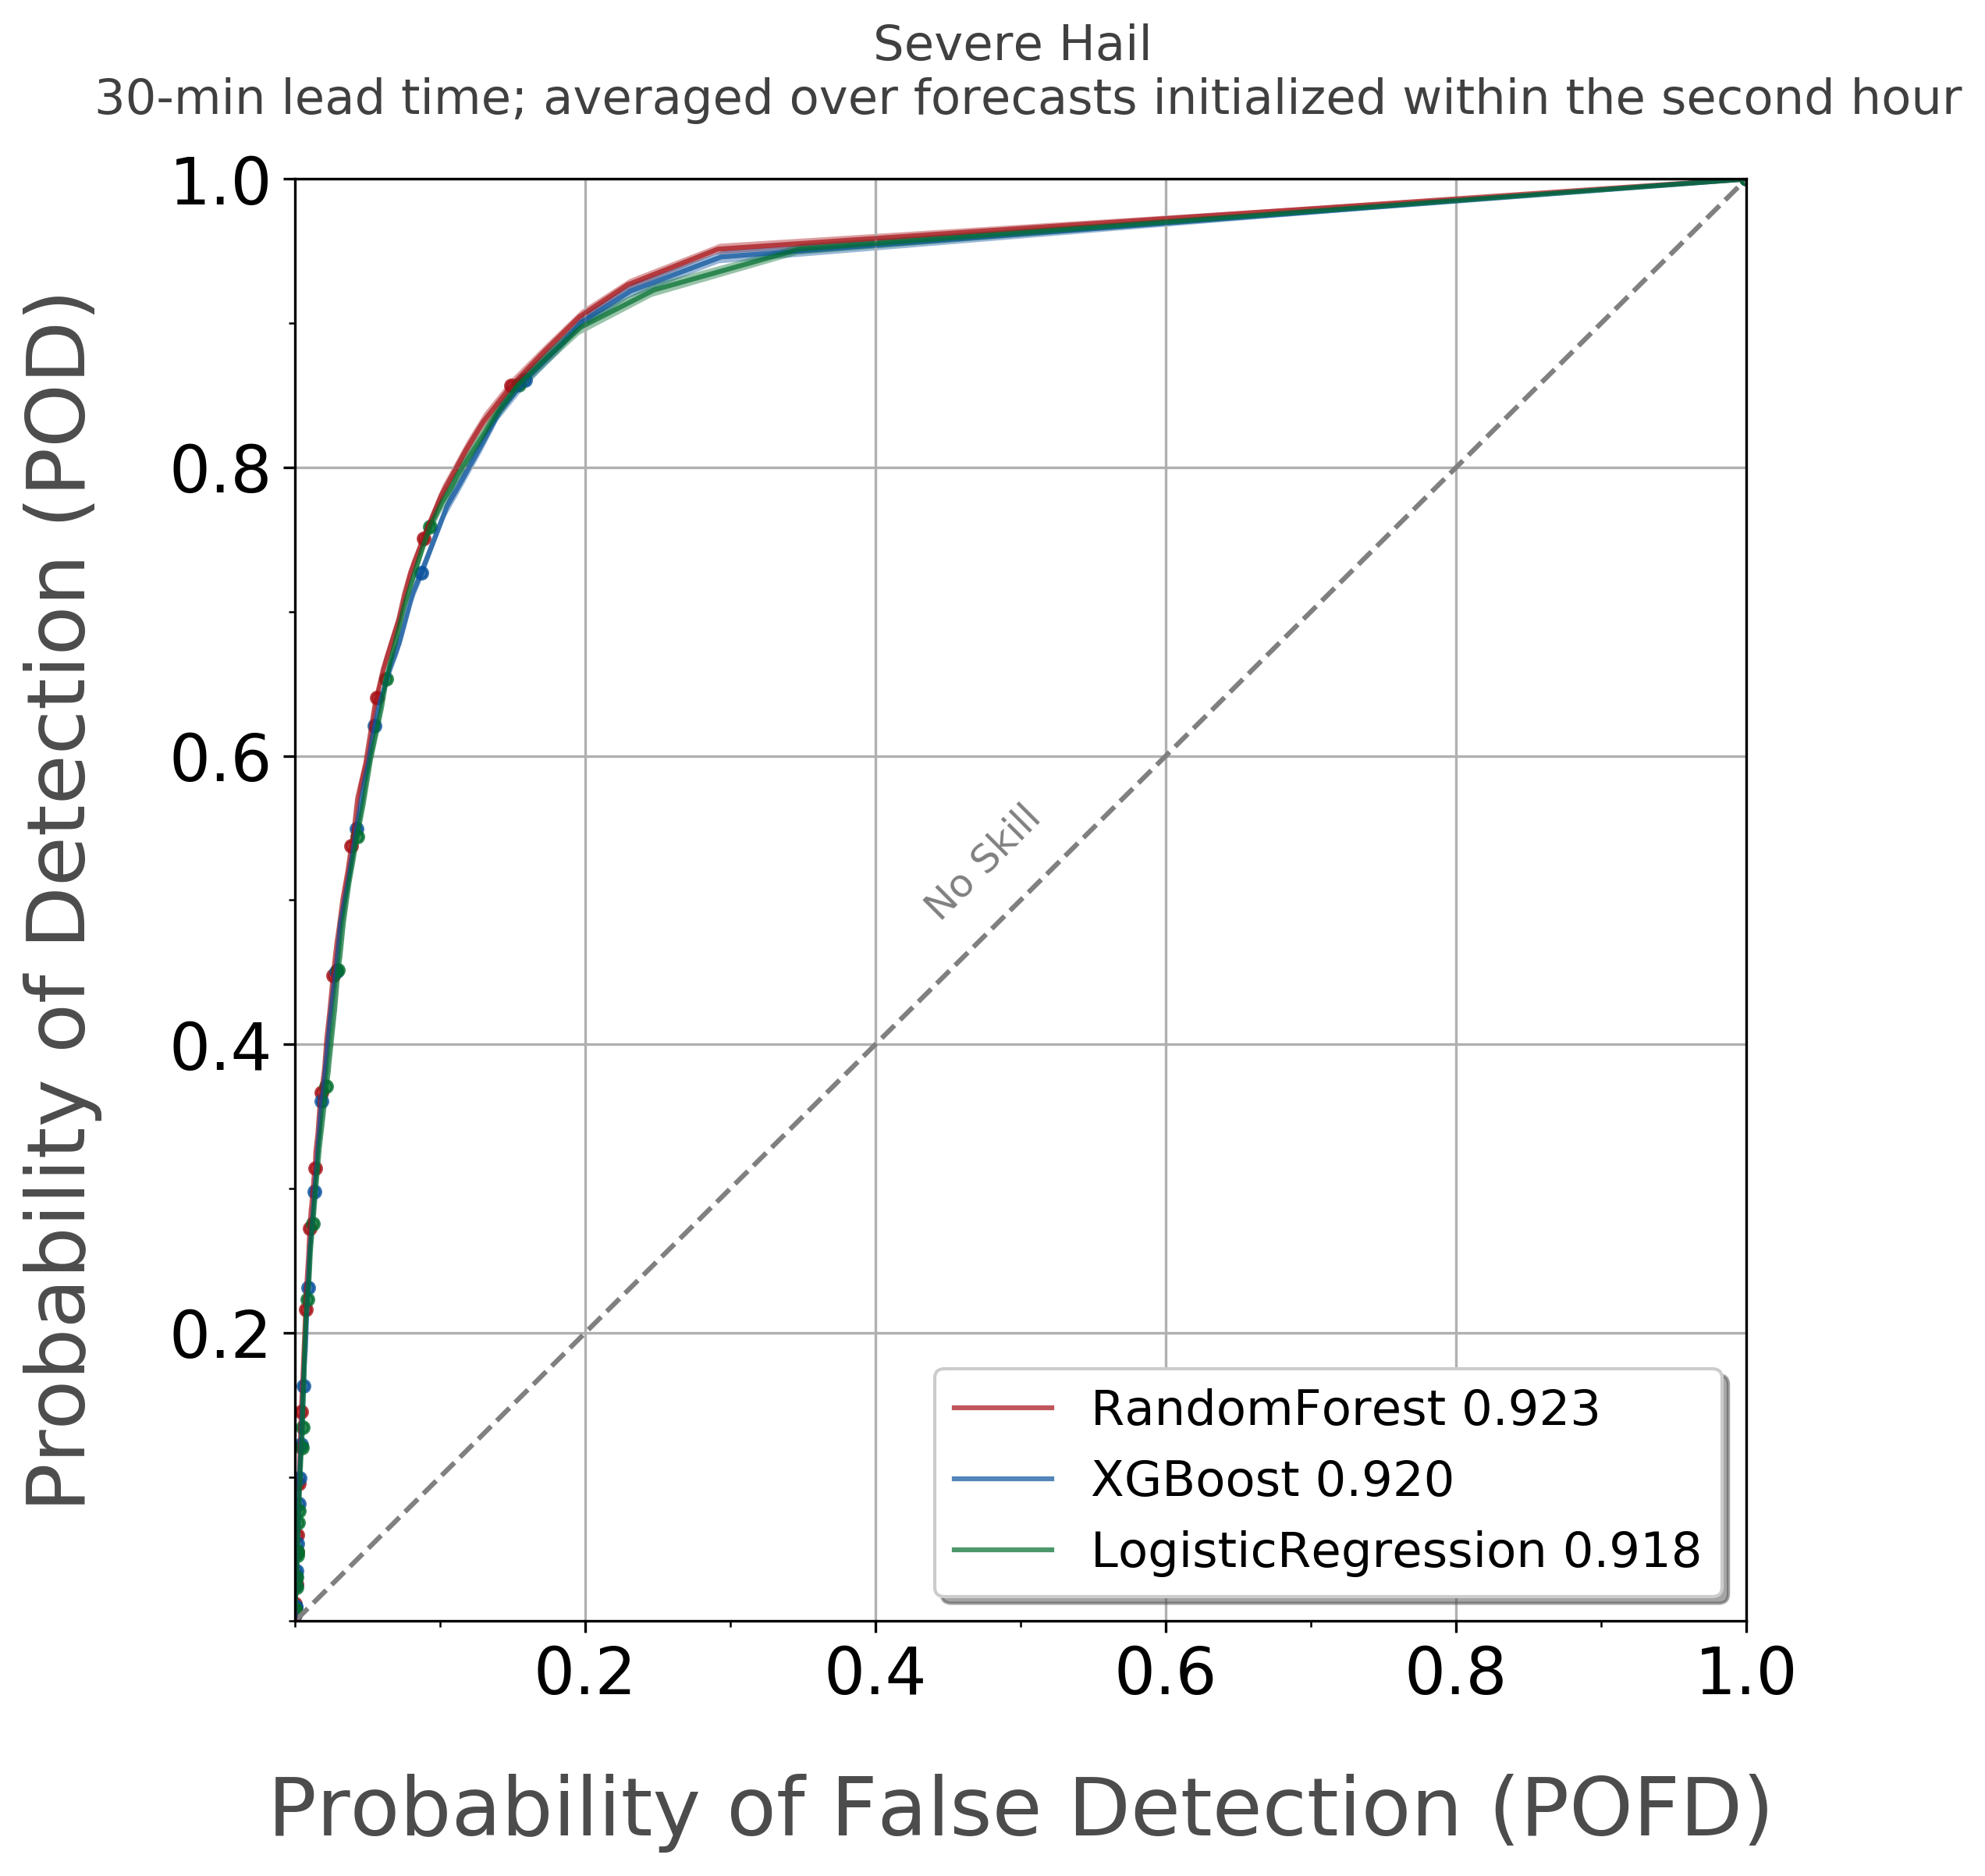 Severe Hail
30-min lead time; averaged over forecasts initialized within the second hour
Probability of Detection (POD)
1.0
0.8
0.6
0.4
0.2
No Skill
RandomForest 0.923
XGBoost 0.920
LogisticRegression 0.918
0.2 0.4 0.6 0.8 1.0
Probability of False Detection (POFD)